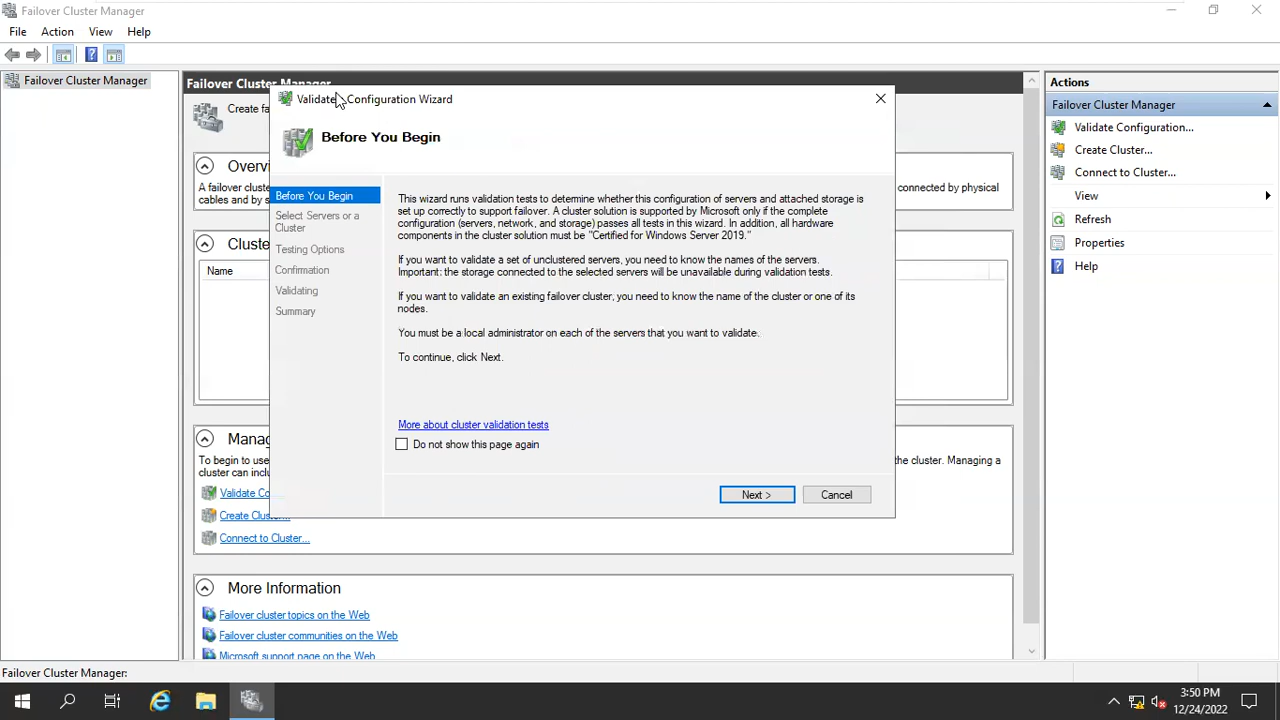 Failover Cluster Manager
File Action View Help
Failover Cluster Manager
Failover Cluster Manager
Create fa
Overv
A failover cluste
connected by physical
cables and by s
Cluste
Name
Manag
To begin to use
the cluster. Managing a
cluster can inclu
Validate Co
Create Cluster...
Connect to Cluster...
More Information
Failover cluster topics on the Web
Failover cluster communities on the Web
Microsoft support page on the Web
Validate Configuration Wizard
Before You Begin
Before You Begin
Select Servers or a
Cluster
Testing Options
Confirmation
Validating
Summary
This wizard runs validation tests to determine whether this configuration of servers and attached storage is
set up correctly to support failover. A cluster solution is supported by Microsoft only if the complete
configuration (servers, network, and storage) passes all tests in this wizard. In addition, all hardware
components in the cluster solution must be "Certified for Windows Server 2019."
If you want to validate a set of unclustered servers, you need to know the names of the servers.
Important: the storage connected to the selected servers will be unavailable during validation tests.
If you want to validate an existing failover cluster, you need to know the name of the cluster or one of its
nodes.
You must be a local administrator on each of the servers that you want to validate.
To continue, click Next.
More about cluster validation tests
Do not show this page again
Next >
Cancel
Actions
Failover Cluster Manager
Validate Configuration...
Create Cluster...
Connect to Cluster...
View
Refresh
Properties
Help
Failover Cluster Manager:
3:50 PM
12/24/2022